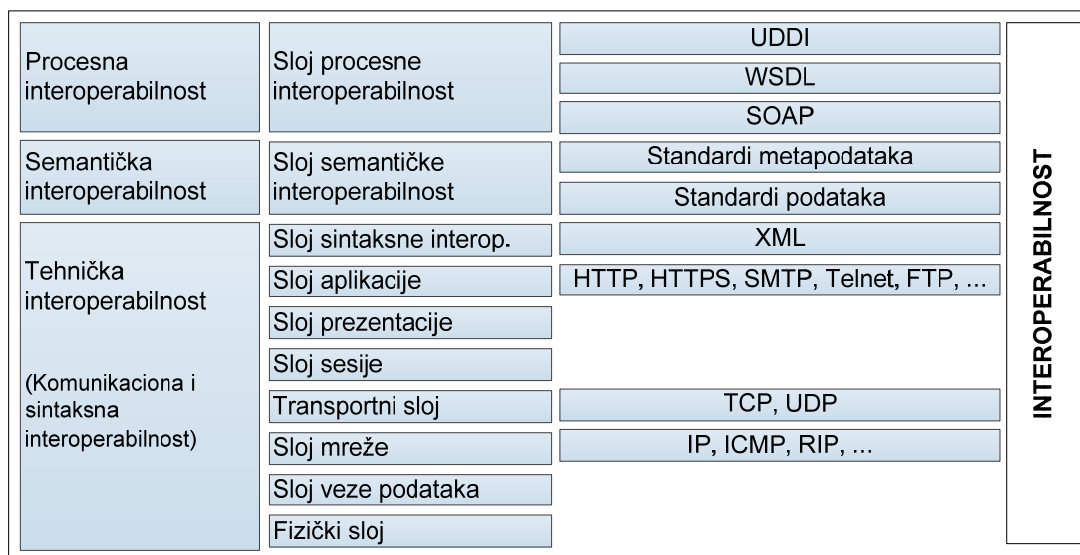 Procesna
interoperabilnost
Sloj procesne
interoperabilnost
UDDI
WSDL
SOAP
Semantička
interoperabilnost
Sloj semantičke
interoperabilnost
Standardi metapodataka
Standardi podataka
Tehnička
interoperabilnost
(Komunikaciona i
sintaksna
interoperabilnost)
Sloj sintaksne interop.
XML
Sloj aplikacije
HTTP, HTTPS, SMTP, Telnet, FTP, ...
Sloj prezentacije
Sloj sesije
Transportni sloj
TCP, UDP
Sloj mreže
IP, ICMP, RIP, ...
Sloj veze podataka
Fizički sloj
INTEROPERABILNOST